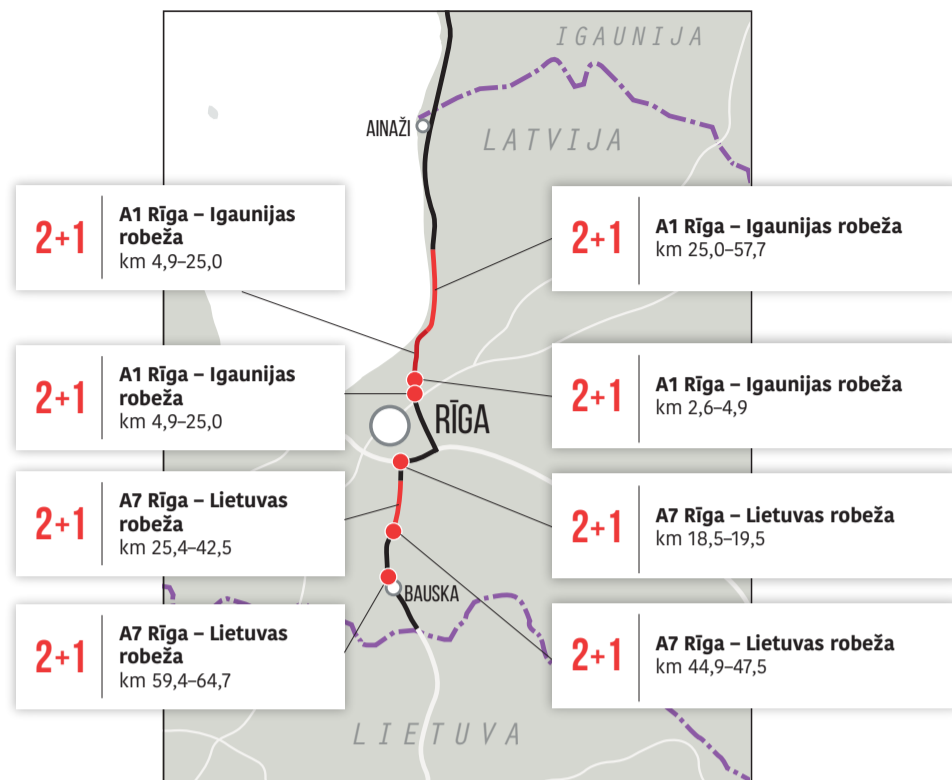 IGAUNIJA
AINAŽI
LATVIJA
2+1
A1 Rīga – Igaunijas
robeža
km 4,9–25,0
2+1
A1 Rīga – Igaunijas robeža
km 25,0–57,7
2+1
A1 Rīga – Igaunijas
robeža
km 4,9–25,0
2+1
A1 Rīga – Igaunijas robeža
km 2,6–4,9
RĪGA
2+1
A7 Rīga – Lietuvas
robeža
km 25,4–42,5
2+1
A7 Rīga – Lietuvas robeža
km 18,5–19,5
BAUSKA
2+1
A7 Rīga – Lietuvas
robeža
km 59,4–64,7
2+1
A7 Rīga – Lietuvas robeža
km 44,9–47,5
LIETUVA